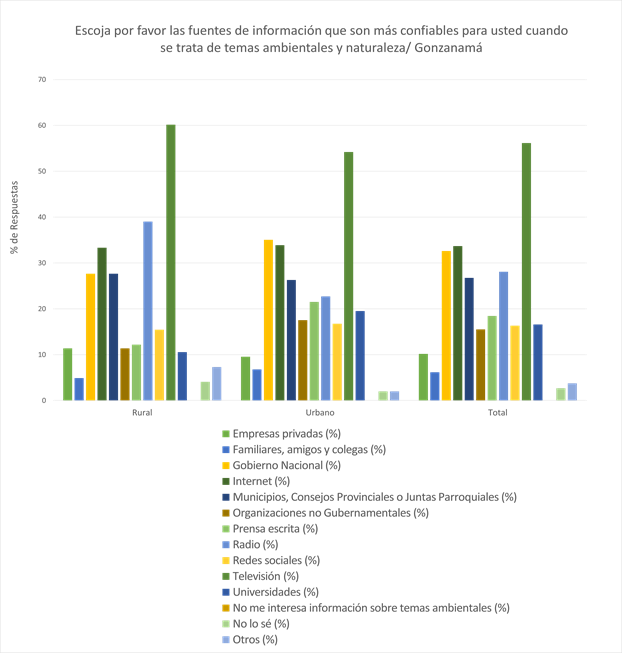 Escoja por favor las fuentes de información que son más confiables para usted cuando
se trata de temas ambientales y naturaleza/ Gonzanamá
70
60
50
40
30
20
10
0
% de Respuestas
Rural
Urbano
Total
Empresas privadas (%)
Familiares, amigos y colegas (%)
Gobierno Nacional (%)
Internet (%)
Municipios, Consejos Provinciales o Juntas Parroquiales (%)
Organizaciones no Gubernamentales (%)
Prensa escrita (%)
Radio (%)
Redes sociales (%)
Televisión (%)
Universidades (%)
No me interesa información sobre temas ambientales (%)
No lo sé (%)
Otros (%)